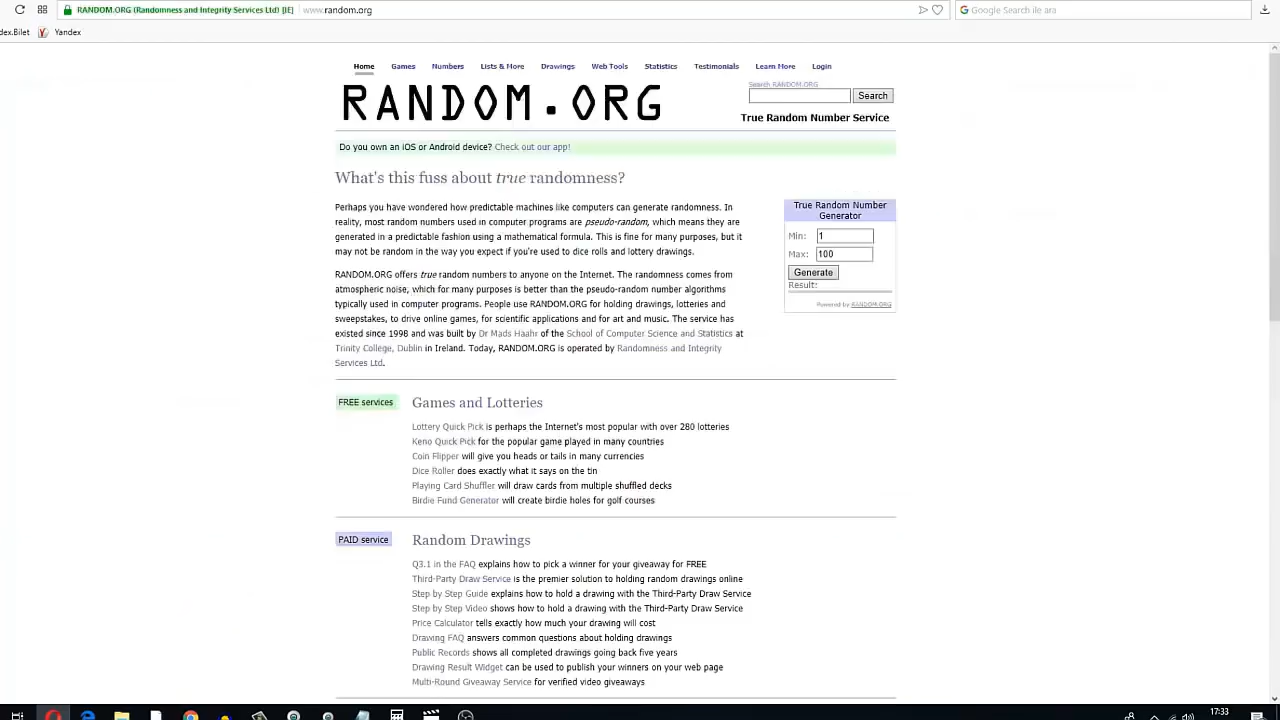 RANDOM.ORG (Randomness and Integrity Services Ltd) [IE] www.random.org Google Search ile ara
dex.Bilet Yandex
Home Games Numbers Lists & More Drawings Web Tools Statistics Testimonials Learn More Login
Search RANDOM.ORG
RANDOM.ORG
Search
True Random Number Service
Do you own an iOS or Android device? Check out our app!
What's this fuss about true randomness?
Perhaps you have wondered how predictable machines like computers can generate randomness. In
reality, most random numbers used in computer programs are pseudo-random, which means they are
generated in a predictable fashion using a mathematical formula. This is fine for many purposes, but it
may not be random in the way you expect if you're used to dice rolls and lottery drawings.
RANDOM.ORG offers true random numbers to anyone on the Internet. The randomness comes from
atmospheric noise, which for many purposes is better than the pseudo-random number algorithms
typically used in computer programs. People use RANDOM.ORG for holding drawings, lotteries and
sweepstakes, to drive online games, for scientific applications and for art and music. The service has
existed since 1998 and was built by Dr Mads Haahr of the School of Computer Science and Statistics at
Trinity College, Dublin in Ireland. Today, RANDOM.ORG is operated by Randomness and Integrity
Services Ltd.
True Random Number
Generator
Min: 1
Max: 100
Generate
Result:
Powered by RANDOM.ORG
FREE services
Games and Lotteries
Lottery Quick Pick is perhaps the Internet's most popular with over 280 lotteries
Keno Quick Pick for the popular game played in many countries
Coin Flipper will give you heads or tails in many currencies
Dice Roller does exactly what it says on the tin
Playing Card Shuffler will draw cards from multiple shuffled decks
Birdie Fund Generator will create birdie holes for golf courses
PAID service
Random Drawings
Q3.1 in the FAQ explains how to pick a winner for your giveaway for FREE
Third-Party Draw Service is the premier solution to holding random drawings online
Step by Step Guide explains how to hold a drawing with the Third-Party Draw Service
Step by Step Video shows how to hold a drawing with the Third-Party Draw Service
Price Calculator tells exactly how much your drawing will cost
Drawing FAQ answers common questions about holding drawings
Public Records shows all completed drawings going back five years
Drawing Result Widget can be used to publish your winners on your web page
Multi-Round Giveaway Service for verified video giveaways
17:33